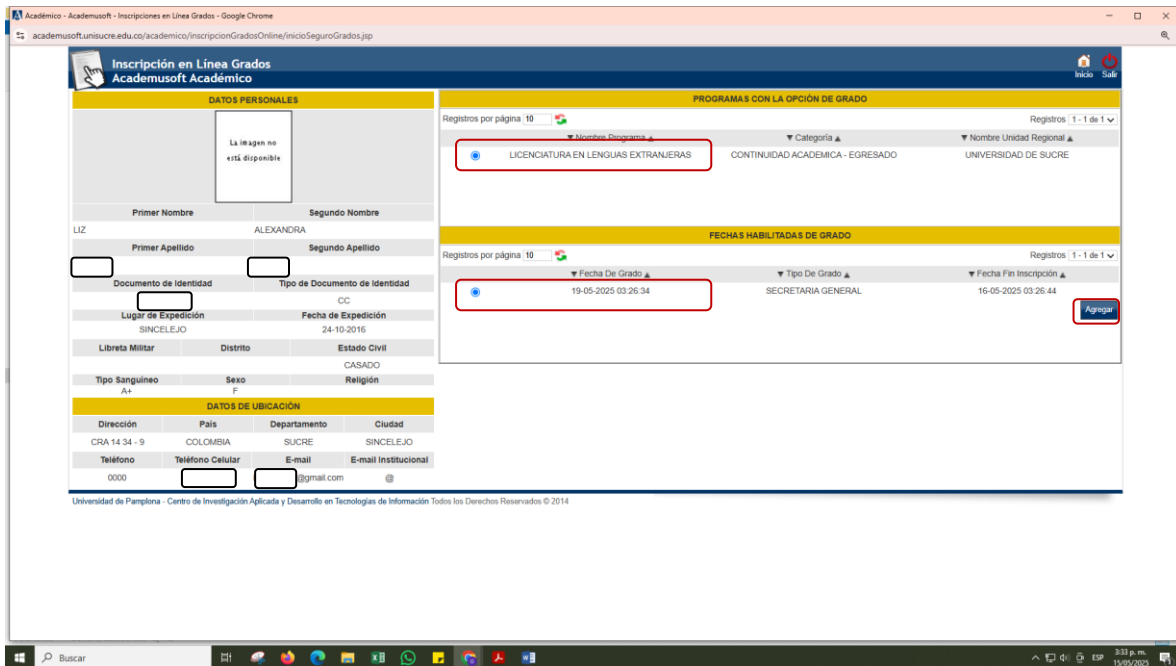 Académico - Academusoft - Inscripciones en Línea Grados - Google Chrome
academusoft.unisucre.edu.co/academico/inscripcionGradosOnline/inicioSeguroGrados.jsp
Inscripción en Línea Grados
Academusoft Académico
Inicio Salir
DATOS PERSONALES
La imagen no
está disponible
Primer Nombre Segundo Nombre
LIZ ALEXANDRA
Primer Apellido Segundo Apellido
Documento de Identidad Tipo de Documento de Identidad
CC
Lugar de Expedición Fecha de Expedición
SINCELEJO 24-10-2016
Libreta Militar Distrito Estado Civil
CASADO
Tipo Sanguineo Sexo Religión
A+ F
DATOS DE UBICACIÓN
Dirección País Departamento Ciudad
CRA 14 34 - 9 COLOMBIA SUCRE SINCELEJO
Teléfono Teléfono Celular E-mail E-mail Institucional
0000 @gmail.com @
PROGRAMAS CON LA OPCIÓN DE GRADO
Registros por página 10 Registros 1 - 1 de 1
▼ Nombre Programa ▲ ▼ Categoría ▲ ▼ Nombre Unidad Regional ▲
LICENCIATURA EN LENGUAS EXTRANJERAS CONTINUIDAD ACADEMICA - EGRESADO UNIVERSIDAD DE SUCRE
FECHAS HABILITADAS DE GRADO
Registros por página 10 Registros 1 - 1 de 1
▼ Fecha De Grado ▲ ▼ Tipo De Grado ▲ ▼ Fecha Fin Inscripción ▲
19-05-2025 03:26:34 SECRETARIA GENERAL 16-05-2025 03:26:44
Agregar
Universidad de Pamplona - Centro de Investigación Aplicada y Desarrollo en Tecnologías de Información Todos los Derechos Reservados © 2014
Buscar
ESP
3:33 p. m.
15/05/2025